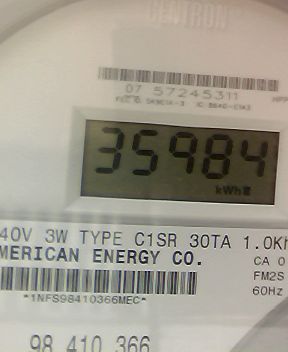 CENTRON
07 57245311
35984
kWh
40V 3W TYPE C1SR 30TA 1.0Kh
MERICAN ENERGY CO.
CA 0
FM2S
60Hz
*1NFS98410366MEC*
98 410 366